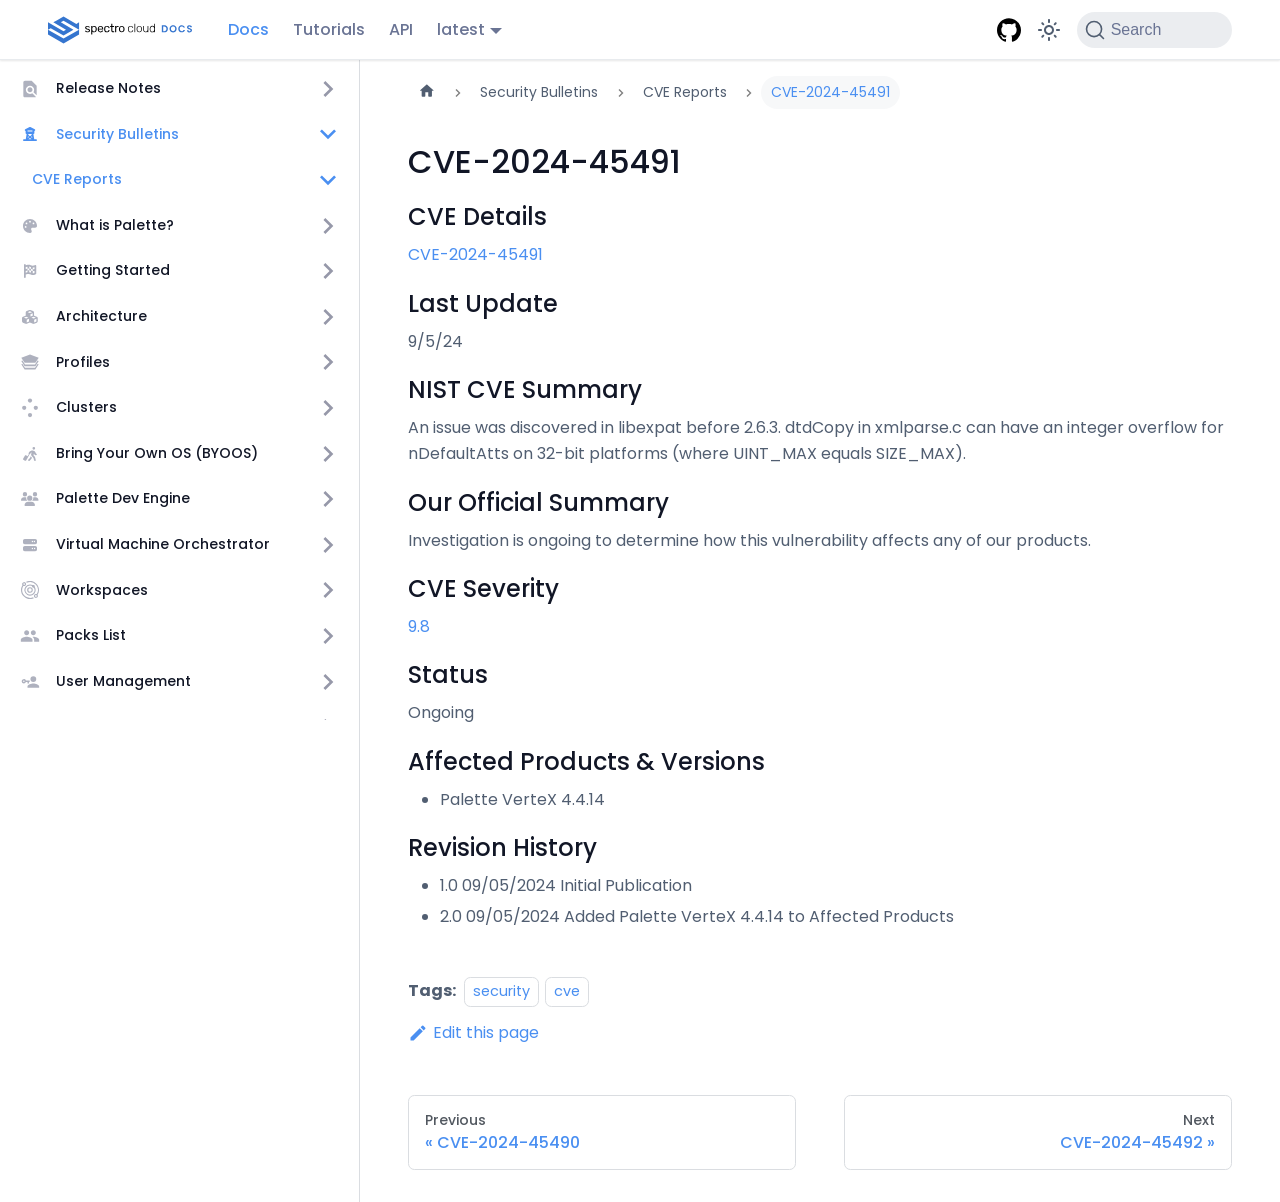 spectro cloud DOCS
Docs
Tutorials
API
latest
Search
Release Notes
Security Bulletins
CVE Reports
What is Palette?
Getting Started
Architecture
Profiles
Clusters
Bring Your Own OS (BYOOS)
Palette Dev Engine
Virtual Machine Orchestrator
Workspaces
Packs List
User Management
Security Bulletins
CVE Reports
CVE-2024-45491
CVE-2024-45491
CVE Details
CVE-2024-45491
Last Update
9/5/24
NIST CVE Summary
An issue was discovered in libexpat before 2.6.3. dtdCopy in xmlparse.c can have an integer overflow for
nDefaultAtts on 32-bit platforms (where UINT_MAX equals SIZE_MAX).
Our Official Summary
Investigation is ongoing to determine how this vulnerability affects any of our products.
CVE Severity
9.8
Status
Ongoing
Affected Products & Versions
Palette VerteX 4.4.14
Revision History
1.0 09/05/2024 Initial Publication
2.0 09/05/2024 Added Palette VerteX 4.4.14 to Affected Products
Tags: security cve
Edit this page
Previous
« CVE-2024-45490
Next
CVE-2024-45492 »